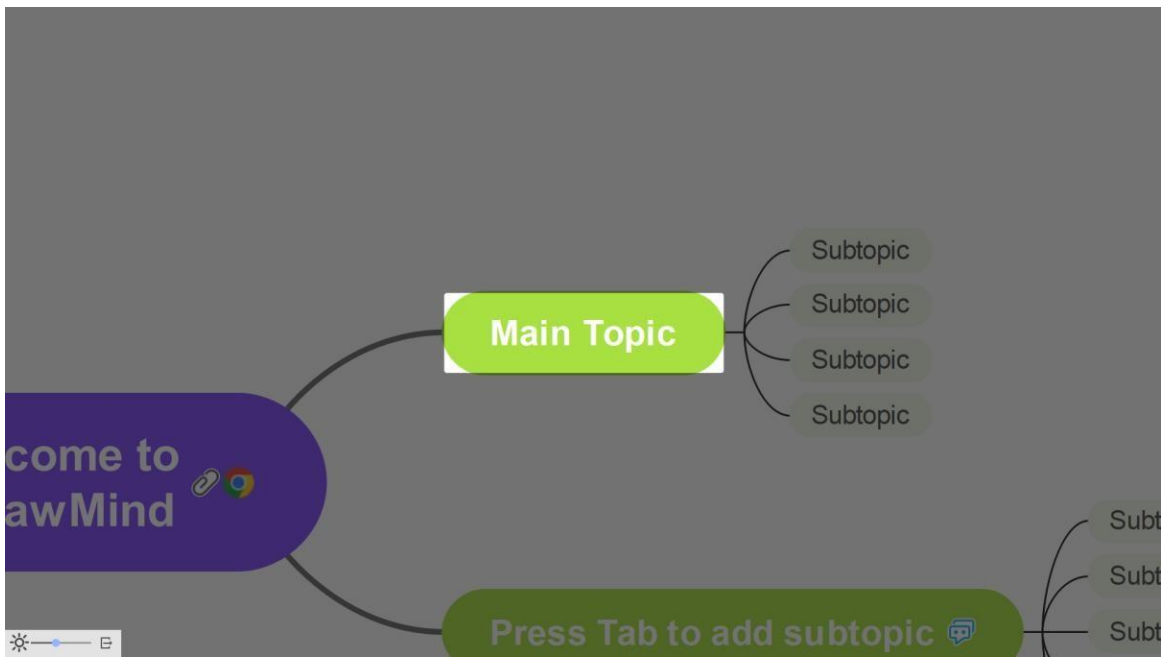 Subtopic
Subtopic
Main Topic
Subtopic
Subtopic
come to
awMind
Subt
Subt
Press Tab to add subtopic
Subt